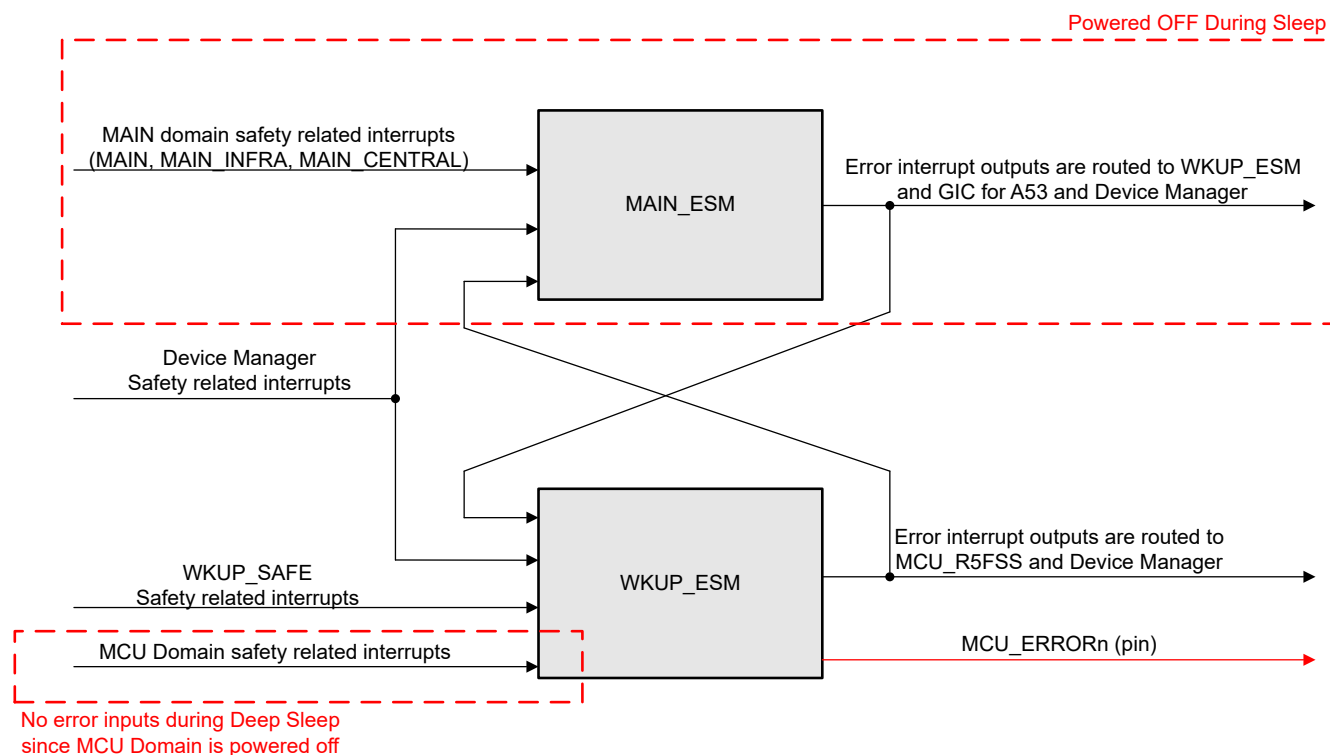 Powered OFF During Sleep
MAIN domain safety related interrupts
(MAIN, MAIN_INFRA, MAIN_CENTRAL)
MAIN_ESM
Error interrupt outputs are routed to WKUP_ESM
and GIC for A53 and Device Manager
Device Manager
Safety related interrupts
WKUP_SAFE
Safety related interrupts
WKUP_ESM
Error interrupt outputs are routed to
MCU_R5FSS and Device Manager
MCU Domain safety related interrupts
MCU_ERRORn (pin)
No error inputs during Deep Sleep
since MCU Domain is powered off